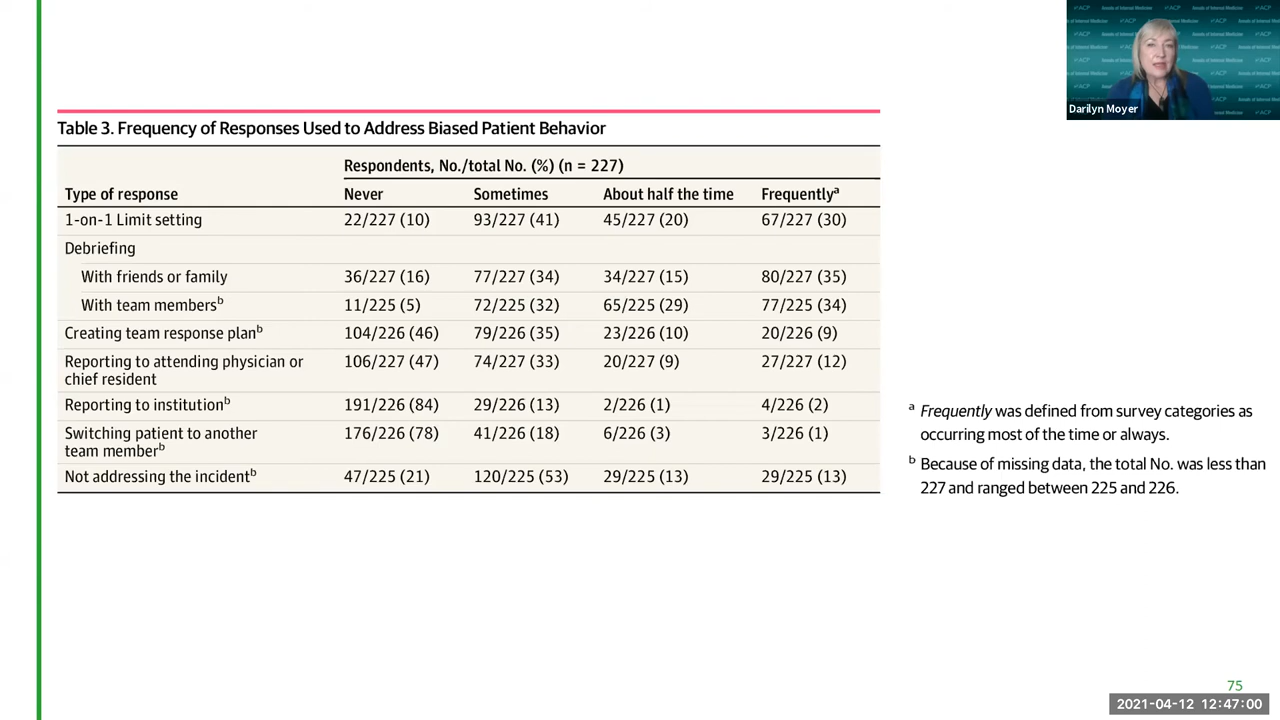 ACP Annals of Internal Medicine
Darilyn Moyer
Table 3. Frequency of Responses Used to Address Biased Patient Behavior
Respondents, No./total No. (%) (n = 227)
Type of response Never Sometimes About half the time Frequentlyᵃ
1-on-1 Limit setting 22/227 (10) 93/227 (41) 45/227 (20) 67/227 (30)
Debriefing
With friends or family 36/227 (16) 77/227 (34) 34/227 (15) 80/227 (35)
With team membersᵇ 11/225 (5) 72/225 (32) 65/225 (29) 77/225 (34)
Creating team response planᵇ 104/226 (46) 79/226 (35) 23/226 (10) 20/226 (9)
Reporting to attending physician or 106/227 (47) 74/227 (33) 20/227 (9) 27/227 (12)
chief resident
Reporting to institutionᵇ 191/226 (84) 29/226 (13) 2/226 (1) 4/226 (2)
Switching patient to another 176/226 (78) 41/226 (18) 6/226 (3) 3/226 (1)
team memberᵇ
Not addressing the incidentᵇ 47/225 (21) 120/225 (53) 29/225 (13) 29/225 (13)
ᵃ Frequently was defined from survey categories as
occurring most of the time or always.
ᵇ Because of missing data, the total No. was less than
227 and ranged between 225 and 226.
75
2021-04-12 12:47:00